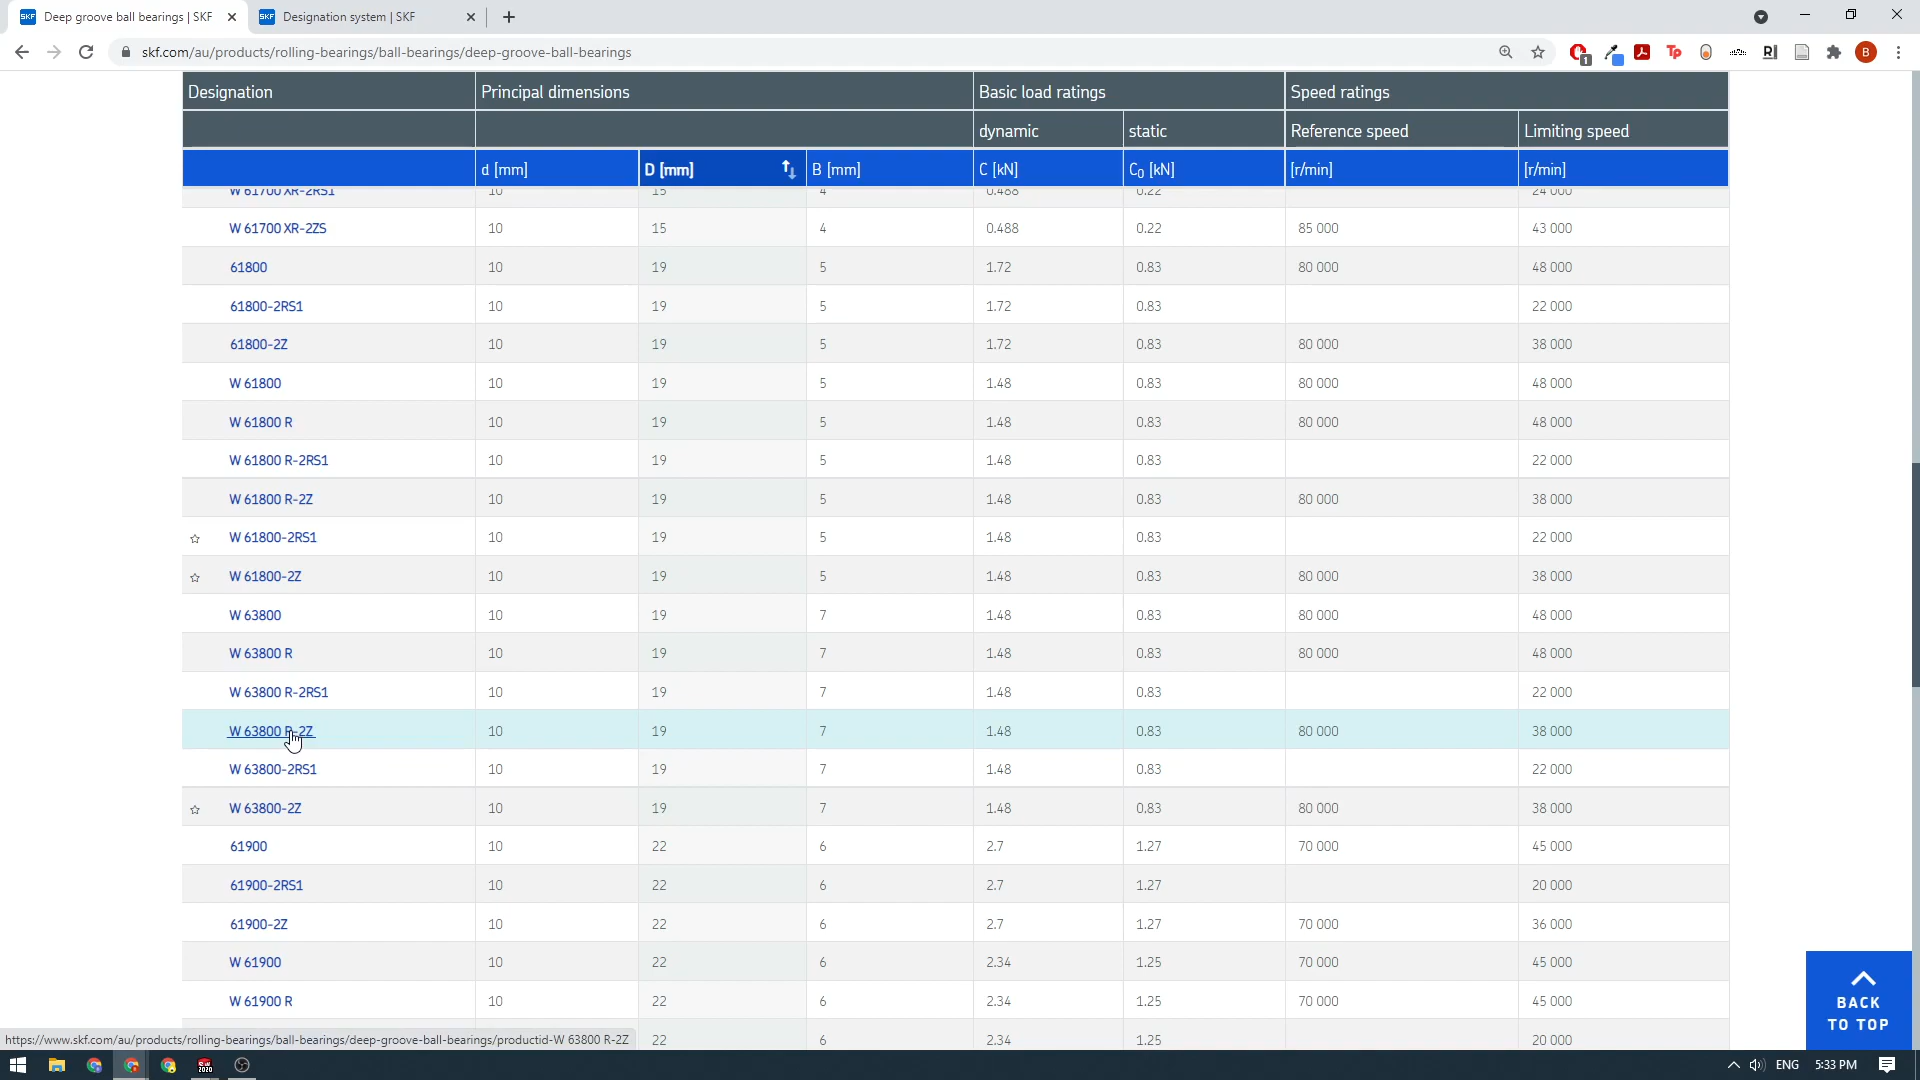 Deep groove ball bearings | SKF
Designation system | SKF
skf.com/au/products/rolling-bearings/ball-bearings/deep-groove-ball-bearings
Designation Principal dimensions Basic load ratings Speed ratings
dynamic static Reference speed Limiting speed
d [mm] D [mm] B [mm] C [kN] C0 [kN] [r/min] [r/min]
W 61700 XR-2RS1 10 15 4 0.488 0.22 24 000
W 61700 XR-2ZS 10 15 4 0.488 0.22 85 000 43 000
61800 10 19 5 1.72 0.83 80 000 48 000
61800-2RS1 10 19 5 1.72 0.83 22 000
61800-2Z 10 19 5 1.72 0.83 80 000 38 000
W 61800 10 19 5 1.48 0.83 80 000 48 000
W 61800 R 10 19 5 1.48 0.83 80 000 48 000
W 61800 R-2RS1 10 19 5 1.48 0.83 22 000
W 61800 R-2Z 10 19 5 1.48 0.83 80 000 38 000
W 61800-2RS1 10 19 5 1.48 0.83 22 000
W 61800-2Z 10 19 5 1.48 0.83 80 000 38 000
W 63800 10 19 7 1.48 0.83 80 000 48 000
W 63800 R 10 19 7 1.48 0.83 80 000 48 000
W 63800 R-2RS1 10 19 7 1.48 0.83 22 000
W 63800 R-2Z 10 19 7 1.48 0.83 80 000 38 000
W 63800-2RS1 10 19 7 1.48 0.83 22 000
W 63800-2Z 10 19 7 1.48 0.83 80 000 38 000
61900 10 22 6 2.7 1.27 70 000 45 000
61900-2RS1 10 22 6 2.7 1.27 20 000
61900-2Z 10 22 6 2.7 1.27 70 000 36 000
W 61900 10 22 6 2.34 1.25 70 000 45 000
W 61900 R 10 22 6 2.34 1.25 70 000 45 000
22 6 2.34 1.25 20 000
BACK
TO TOP
https://www.skf.com/au/products/rolling-bearings/ball-bearings/deep-groove-ball-bearings/productid-W 63800 R-2Z
ENG 5:33 PM